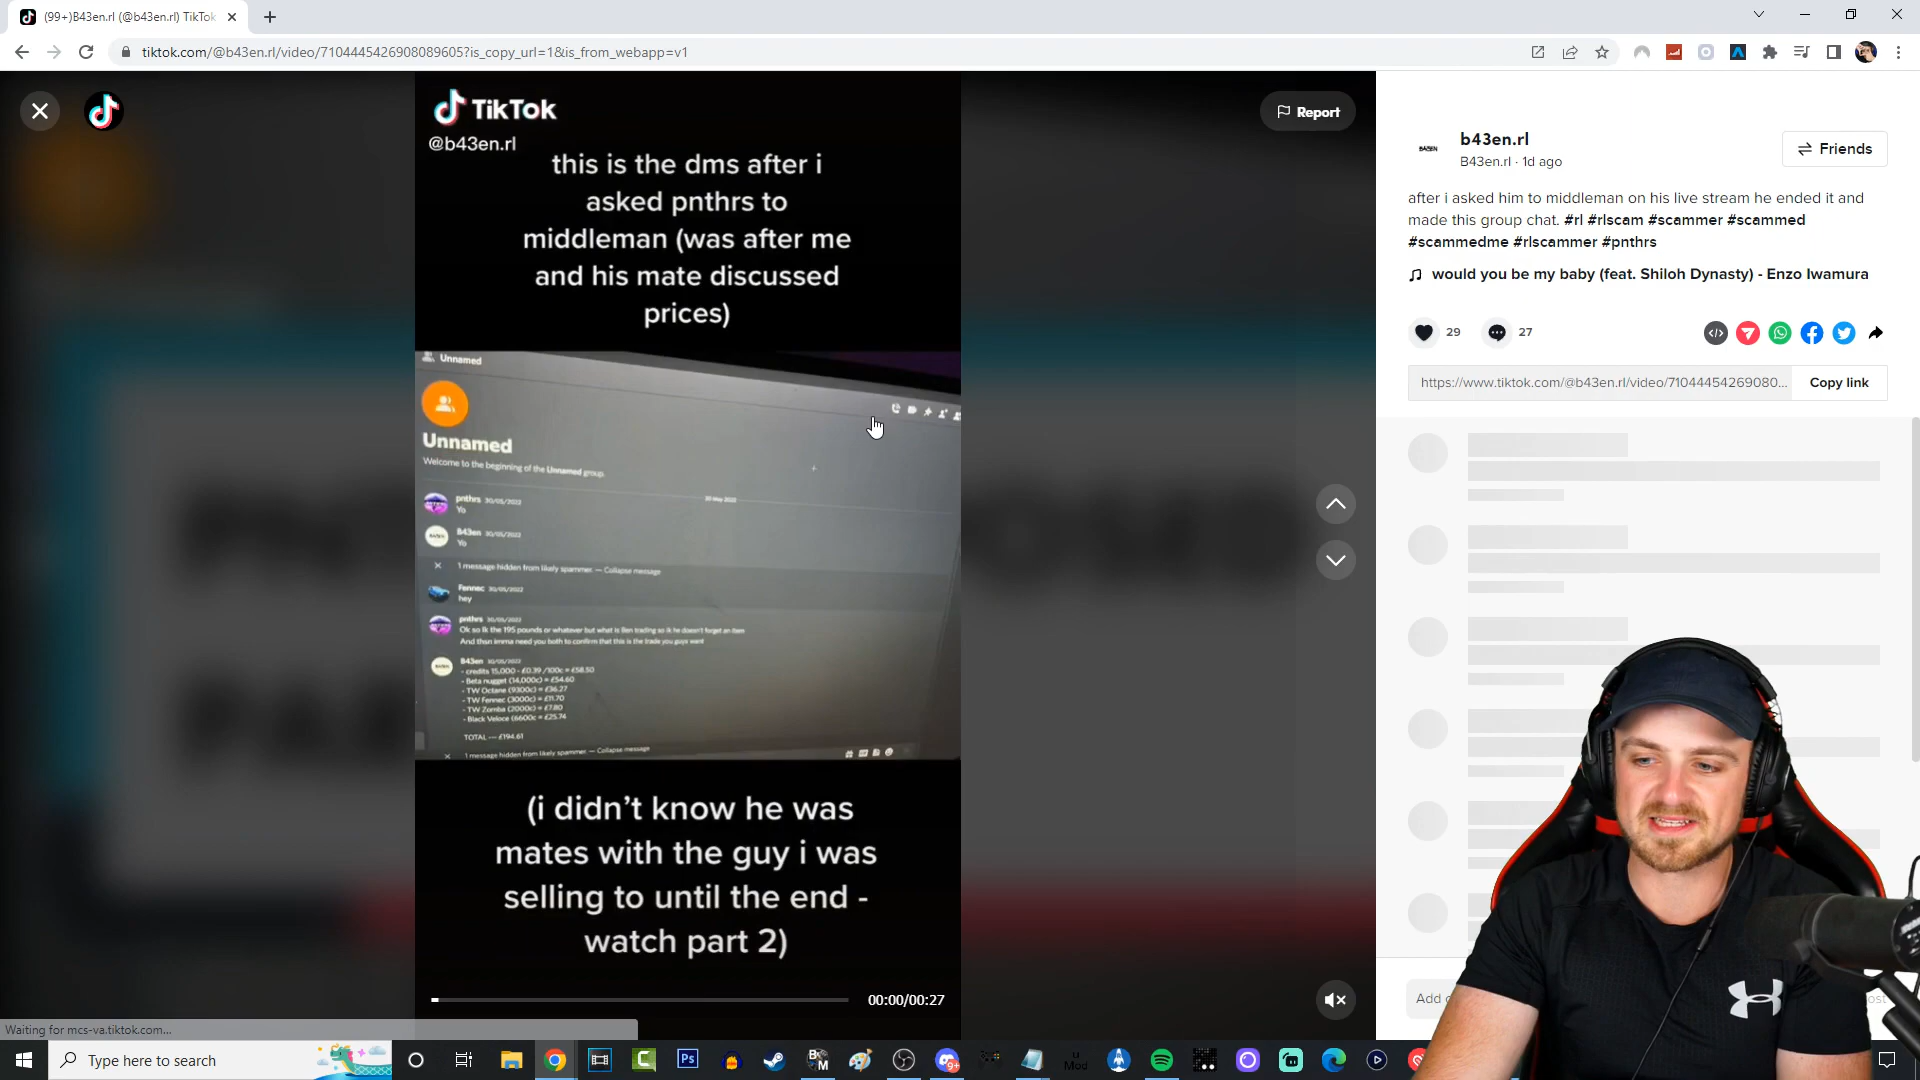 (99+)B43en.rl (@b43en.rl) TikTok
tiktok.com/@b43en.rl/video/7104445426908089605?is_copy_url=1&is_from_webapp=v1
TikTok
@b43en.rl
Report
this is the dms after i
asked pnthrs to
middleman (was after me
and his mate discussed
prices)
Unnamed
Unnamed
Welcome to the beginning of the Unnamed group.
30 May 2022
pnthrs 30/05/2022
Yo
B43en 30/05/2022
Yo
1 message hidden from likely spammer. — Collapse message
Fennec 30/05/2022
hey
pnthrs 30/05/2022
Ok so Ik the 195 pounds or whatever but what is Ben trading so Ik he doesn't forget an item
And then imma need you both to confirm that this is the trade you guys want
B43en 30/05/2022
- credits 15,000 - £0.39 /100c = £58.50
- Beta nugget (14,000c) = £54.60
- TW Octane (9300c) = £36.27
- TW Fennec (3000c) = £11.70
- TW Zomba (2000c) = £7.80
- Black Veloce (6600c = £25.74
TOTAL --- £194.61
1 message hidden from likely spammer. — Collapse message
(i didn't know he was
mates with the guy i was
selling to until the end -
watch part 2)
00:00/00:27
b43en.rl
B43en.rl · 1d ago
Friends
after i asked him to middleman on his live stream he ended it and
made this group chat. #rl #rlscam #scammer #scammed
#scammedme #rlscammer #pnthrs
would you be my baby (feat. Shiloh Dynasty) - Enzo Iwamura
29
27
https://www.tiktok.com/@b43en.rl/video/71044454269080...
Copy link
Add
Waiting for mcs-va.tiktok.com...
Type here to search
Ps